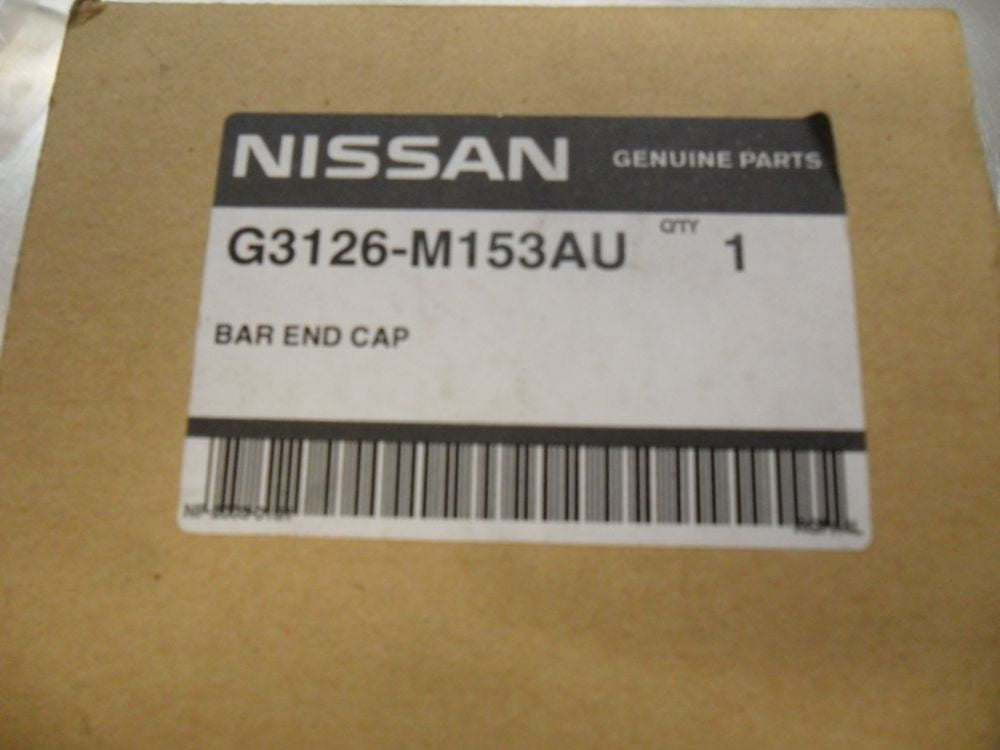 NISSAN GENUINE PARTS
G3126-M153AU QTY 1
BAR END CAP